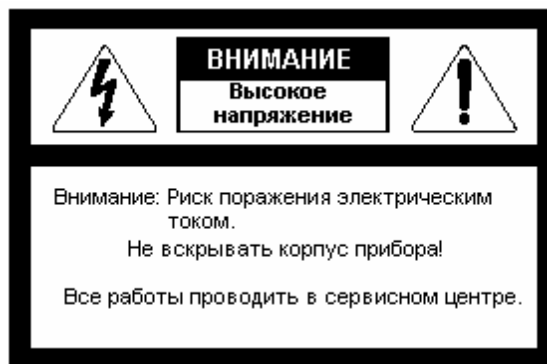 ВНИМАНИЕ
Высокое
напряжение
Внимание: Риск поражения электрическим
током.
Не вскрывать корпус прибора!
Все работы проводить в сервисном центре.